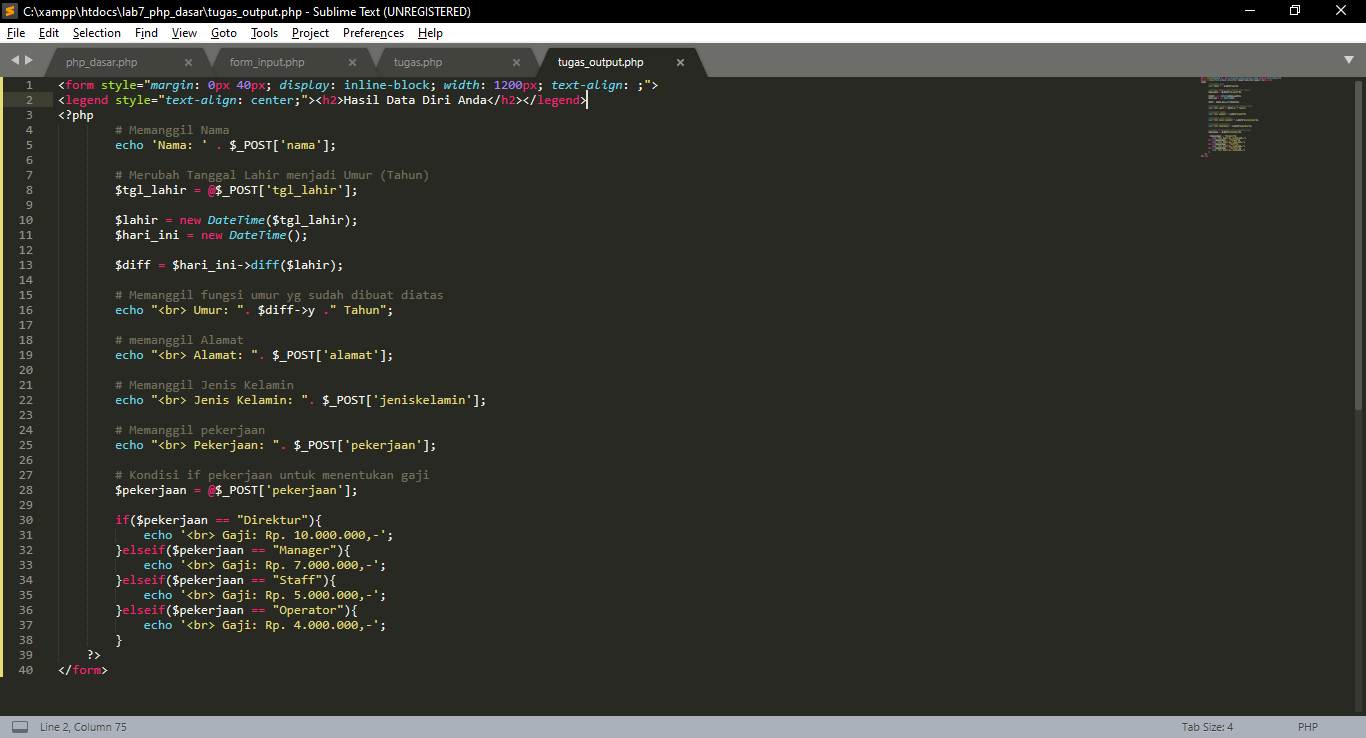 C:\xampp\htdocs\lab7_php_dasar\tugas_output.php - Sublime Text (UNREGISTERED)
File Edit Selection Find View Goto Tools Project Preferences Help
php_dasar.php × form_input.php × tugas.php × tugas_output.php ×
1 <form style="margin: 0px 40px; display: inline-block; width: 1200px; text-align: ;">
2 <legend style="text-align: center;"><h2>Hasil Data Diri Anda</h2></legend>
3 <?php
4 # Memanggil Nama
5 echo 'Nama: ' . $_POST['nama'];
6
7 # Merubah Tanggal Lahir menjadi Umur (Tahun)
8 $tgl_lahir = @$_POST['tgl_lahir'];
9
10 $lahir = new DateTime($tgl_lahir);
11 $hari_ini = new DateTime();
12
13 $diff = $hari_ini->diff($lahir);
14
15 # Memanggil fungsi umur yg sudah dibuat diatas
16 echo "<br> Umur: ". $diff->y ." Tahun";
17
18 # memanggil Alamat
19 echo "<br> Alamat: ". $_POST['alamat'];
20
21 # Memanggil Jenis Kelamin
22 echo "<br> Jenis Kelamin: ". $_POST['jeniskelamin'];
23
24 # Memanggil pekerjaan
25 echo "<br> Pekerjaan: ". $_POST['pekerjaan'];
26
27 # Kondisi if pekerjaan untuk menentukan gaji
28 $pekerjaan = @$_POST['pekerjaan'];
29
30 if($pekerjaan == "Direktur"){
31 echo '<br> Gaji: Rp. 10.000.000,-';
32 }elseif($pekerjaan == "Manager"){
33 echo '<br> Gaji: Rp. 7.000.000,-';
34 }elseif($pekerjaan == "Staff"){
35 echo '<br> Gaji: Rp. 5.000.000,-';
36 }elseif($pekerjaan == "Operator"){
37 echo '<br> Gaji: Rp. 4.000.000,-';
38 }
39 ?>
40 </form>
Line 2, Column 75 Tab Size: 4 PHP